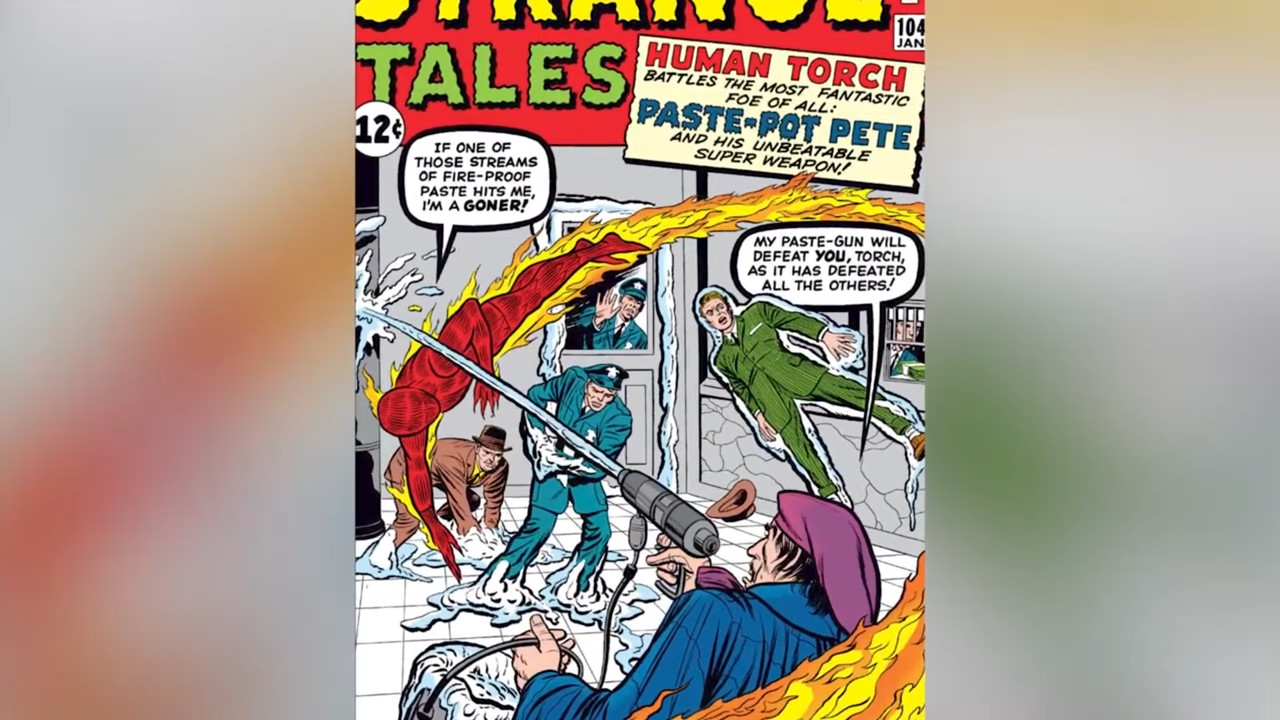 STRANGE
TALES
104
JAN.
12¢
HUMAN TORCH
BATTLES THE MOST FANTASTIC
FOE OF ALL:
PASTE-POT PETE
AND HIS UNBEATABLE
SUPER WEAPON!
IF ONE OF
THOSE STREAMS
OF FIRE-PROOF
PASTE HITS ME,
I'M A GONER!
MY PASTE-GUN WILL
DEFEAT YOU, TORCH,
AS IT HAS DEFEATED
ALL THE OTHERS!